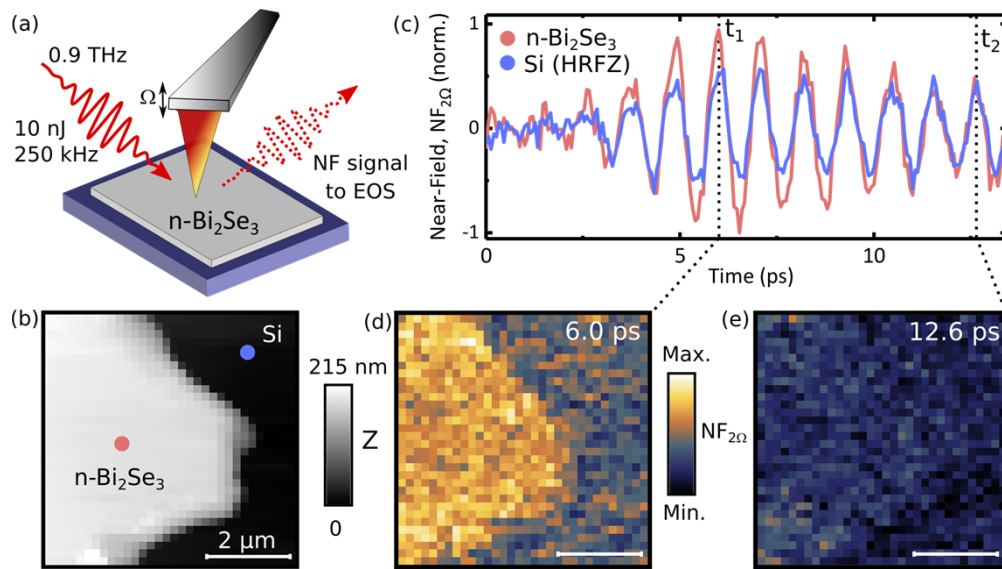 (a)
0.9 THz
Ω
10 nJ
250 kHz
NF signal
to EOS
n-Bi₂Se₃
(b)
Si
n-Bi₂Se₃
2 μm
215 nm
Z
0
(c)
Near-Field, NF₂Ω (norm.)
1
0
-1
n-Bi₂Se₃
Si (HRFZ)
t₁
t₂
0
5
10
Time (ps)
(d)
6.0 ps
Max.
NF₂Ω
Min.
(e)
12.6 ps